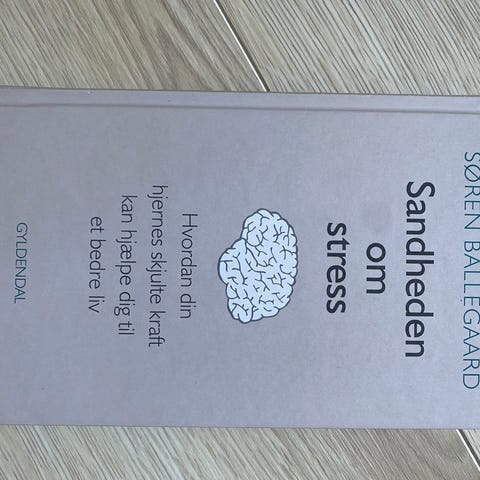 SØREN BALLEGAARD
Sandheden
om
stress
Hvordan din
hjernes skjulte kraft
kan hjælpe dig til
et bedre liv
GYLDENDAL